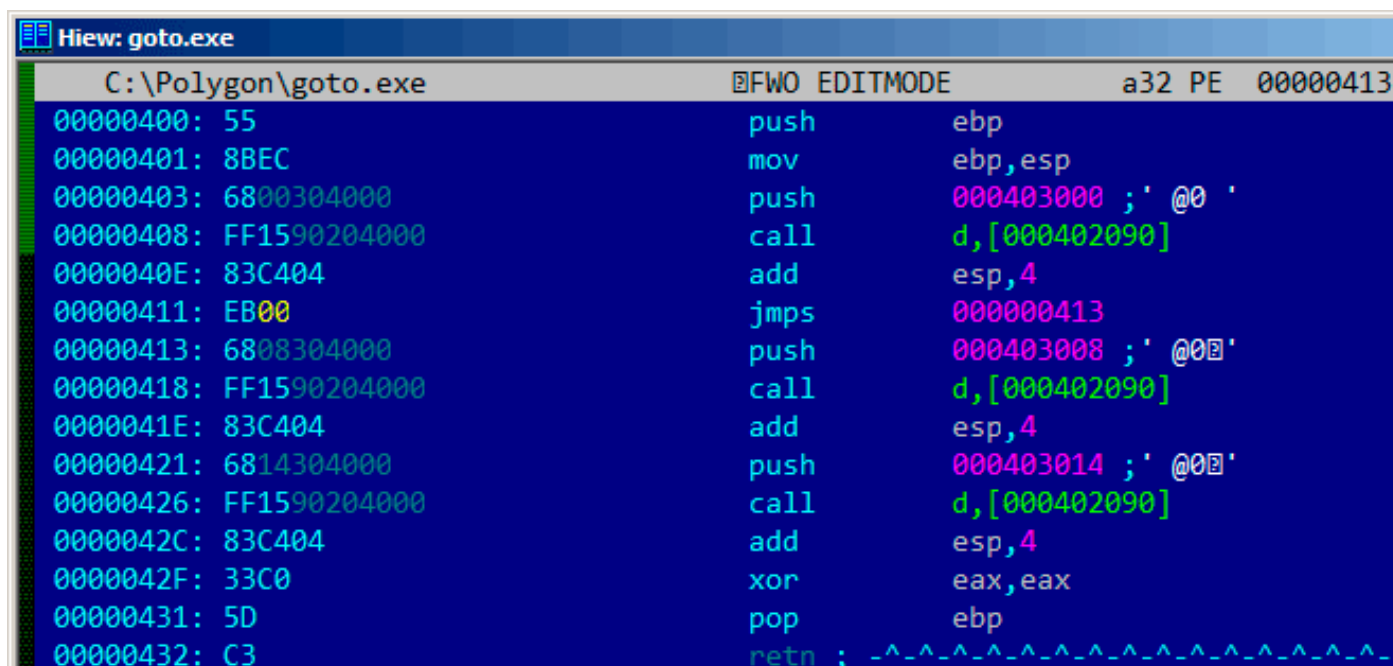 Hiew: goto.exe
C:\Polygon\goto.exe FWO EDITMODE a32 PE 00000413
00000400: 55 push ebp
00000401: 8BEC mov ebp,esp
00000403: 6800304000 push 000403000 ;' @0 '
00000408: FF1590204000 call d,[000402090]
0000040E: 83C404 add esp,4
00000411: EB00 jmps 000000413
00000413: 6808304000 push 000403008 ;' @0⍰'
00000418: FF1590204000 call d,[000402090]
0000041E: 83C404 add esp,4
00000421: 6814304000 push 000403014 ;' @0⍰'
00000426: FF1590204000 call d,[000402090]
0000042C: 83C404 add esp,4
0000042F: 33C0 xor eax,eax
00000431: 5D pop ebp
00000432: C3 retn ; -^-^-^-^-^-^-^-^-^-^-^-^-^-